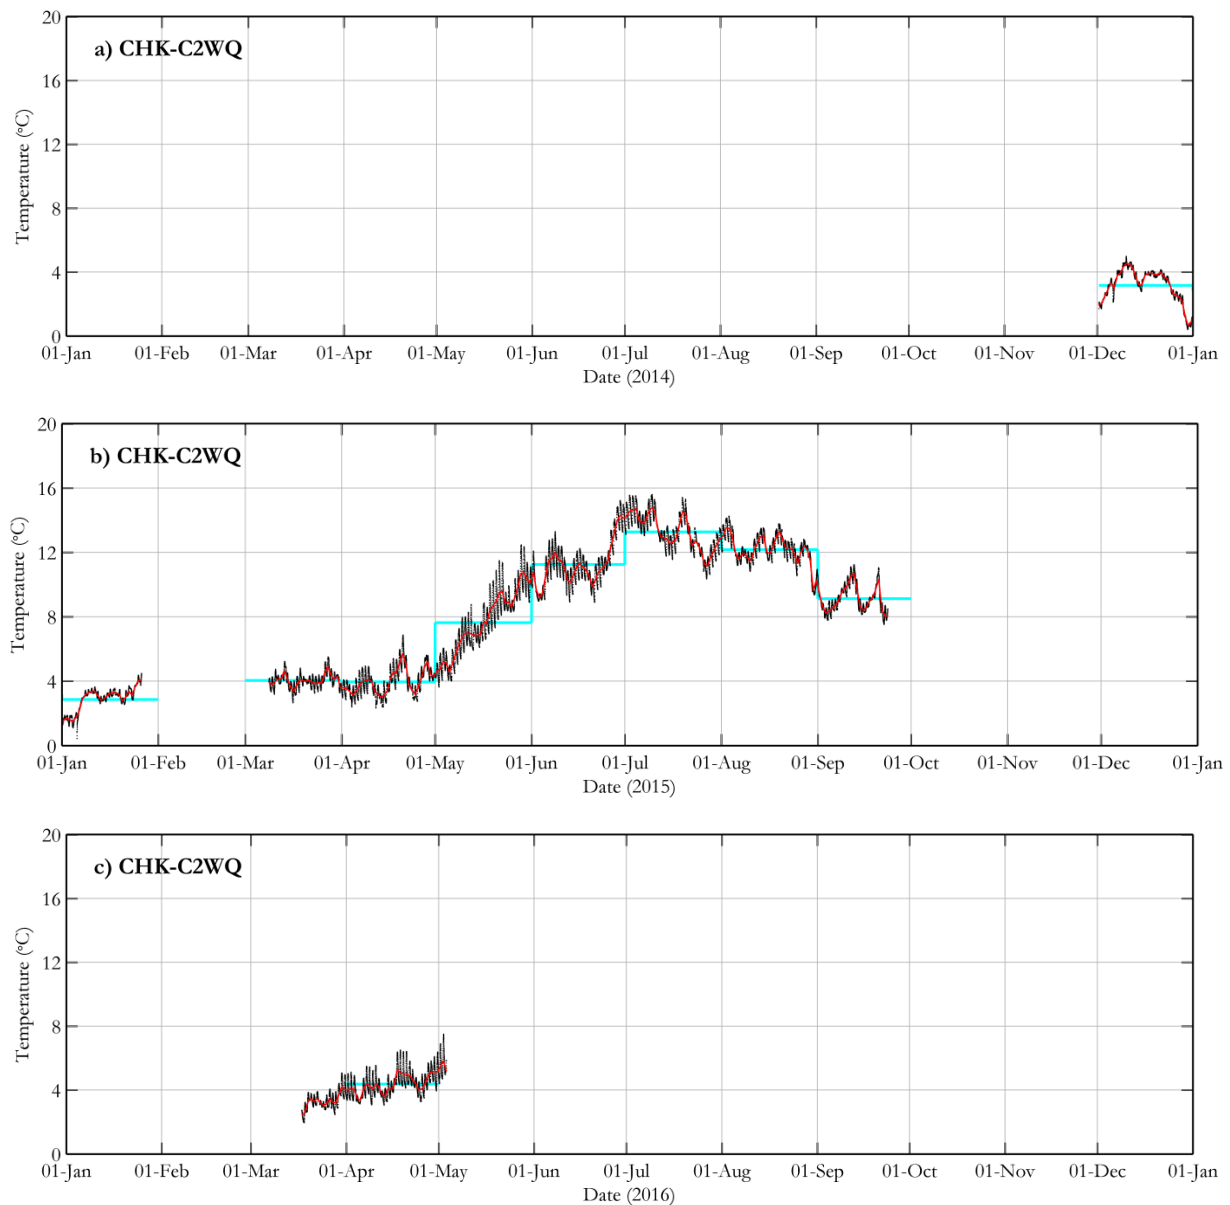 a) CHK-C2WQ
Temperature (°C)
20
16
12
8
4
0
01-Jan 01-Feb 01-Mar 01-Apr 01-May 01-Jun 01-Jul 01-Aug 01-Sep 01-Oct 01-Nov 01-Dec 01-Jan
Date (2014)
b) CHK-C2WQ
Temperature (°C)
20
16
12
8
4
0
01-Jan 01-Feb 01-Mar 01-Apr 01-May 01-Jun 01-Jul 01-Aug 01-Sep 01-Oct 01-Nov 01-Dec 01-Jan
Date (2015)
c) CHK-C2WQ
Temperature (°C)
20
16
12
8
4
0
01-Jan 01-Feb 01-Mar 01-Apr 01-May 01-Jun 01-Jul 01-Aug 01-Sep 01-Oct 01-Nov 01-Dec 01-Jan
Date (2016)